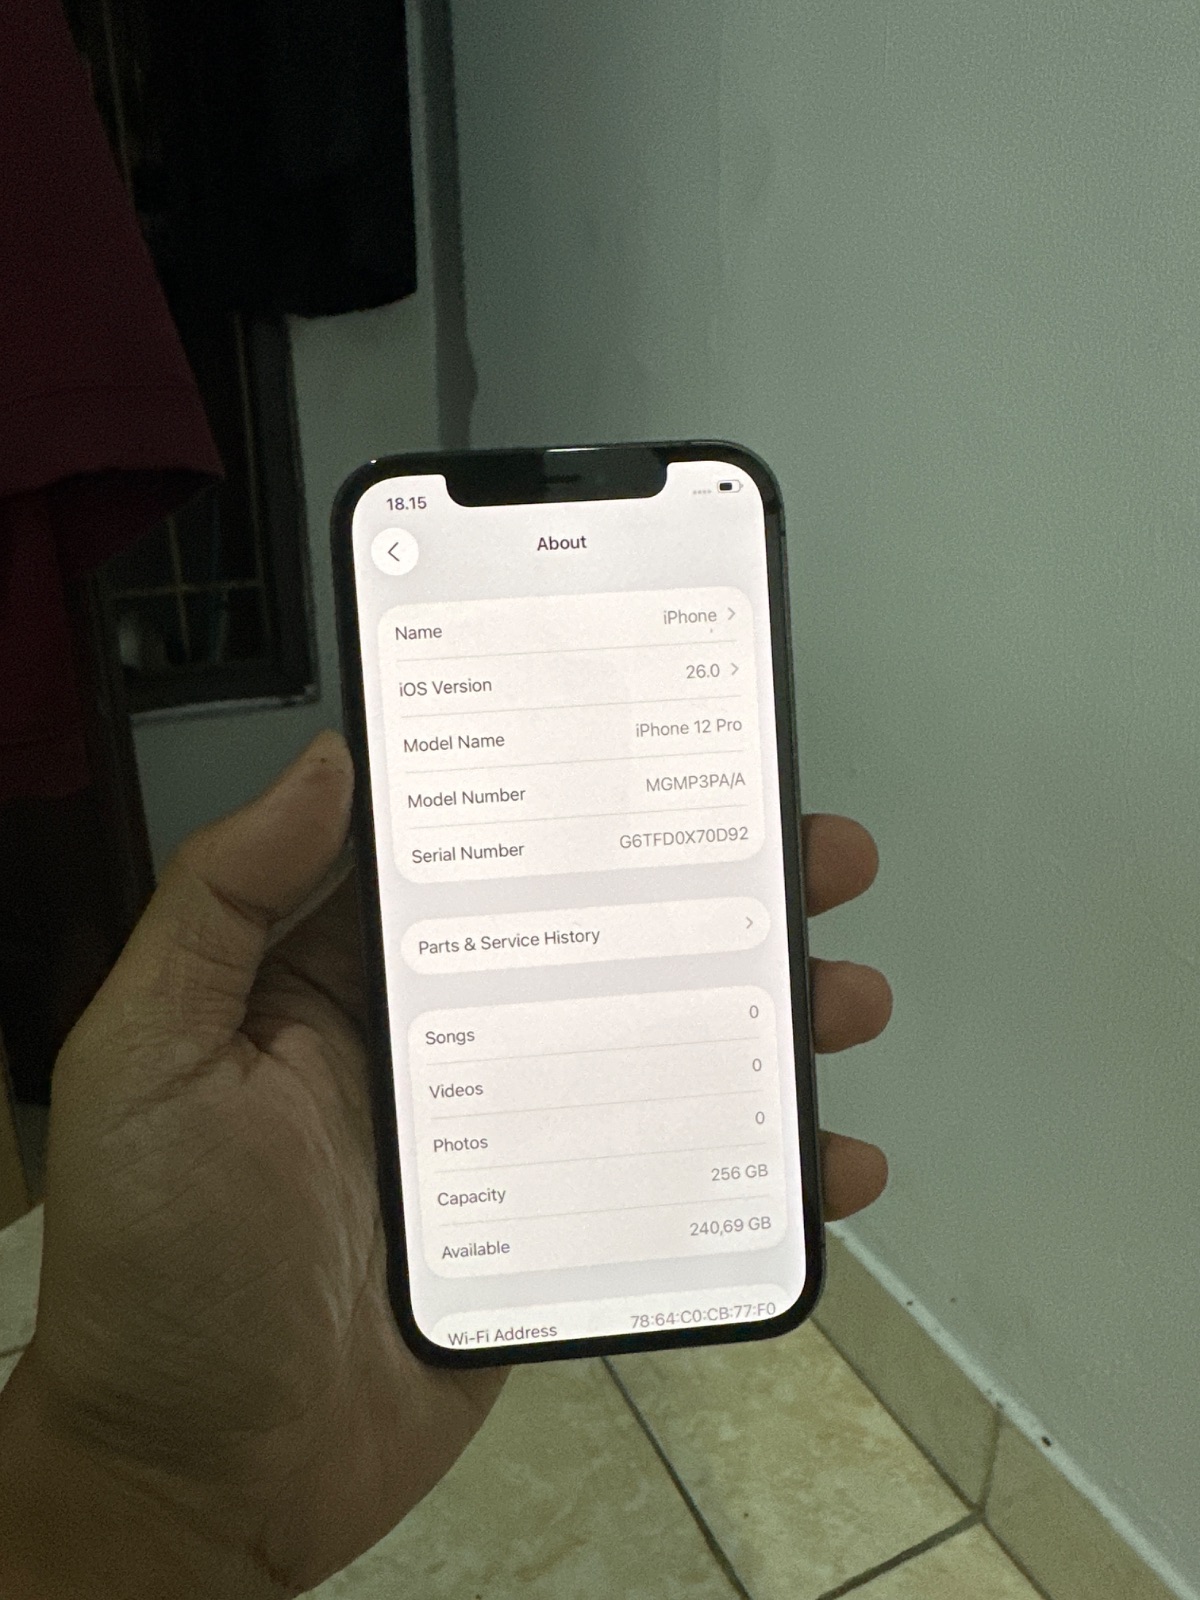 18.15
About
Name iPhone
iOS Version 26.0
Model Name iPhone 12 Pro
Model Number MGMP3PA/A
Serial Number G6TFD0X70D92
Parts & Service History
Songs 0
Videos 0
Photos 0
Capacity 256 GB
Available 240,69 GB
Wi-Fi Address 78:64:C0:CB:77:F0